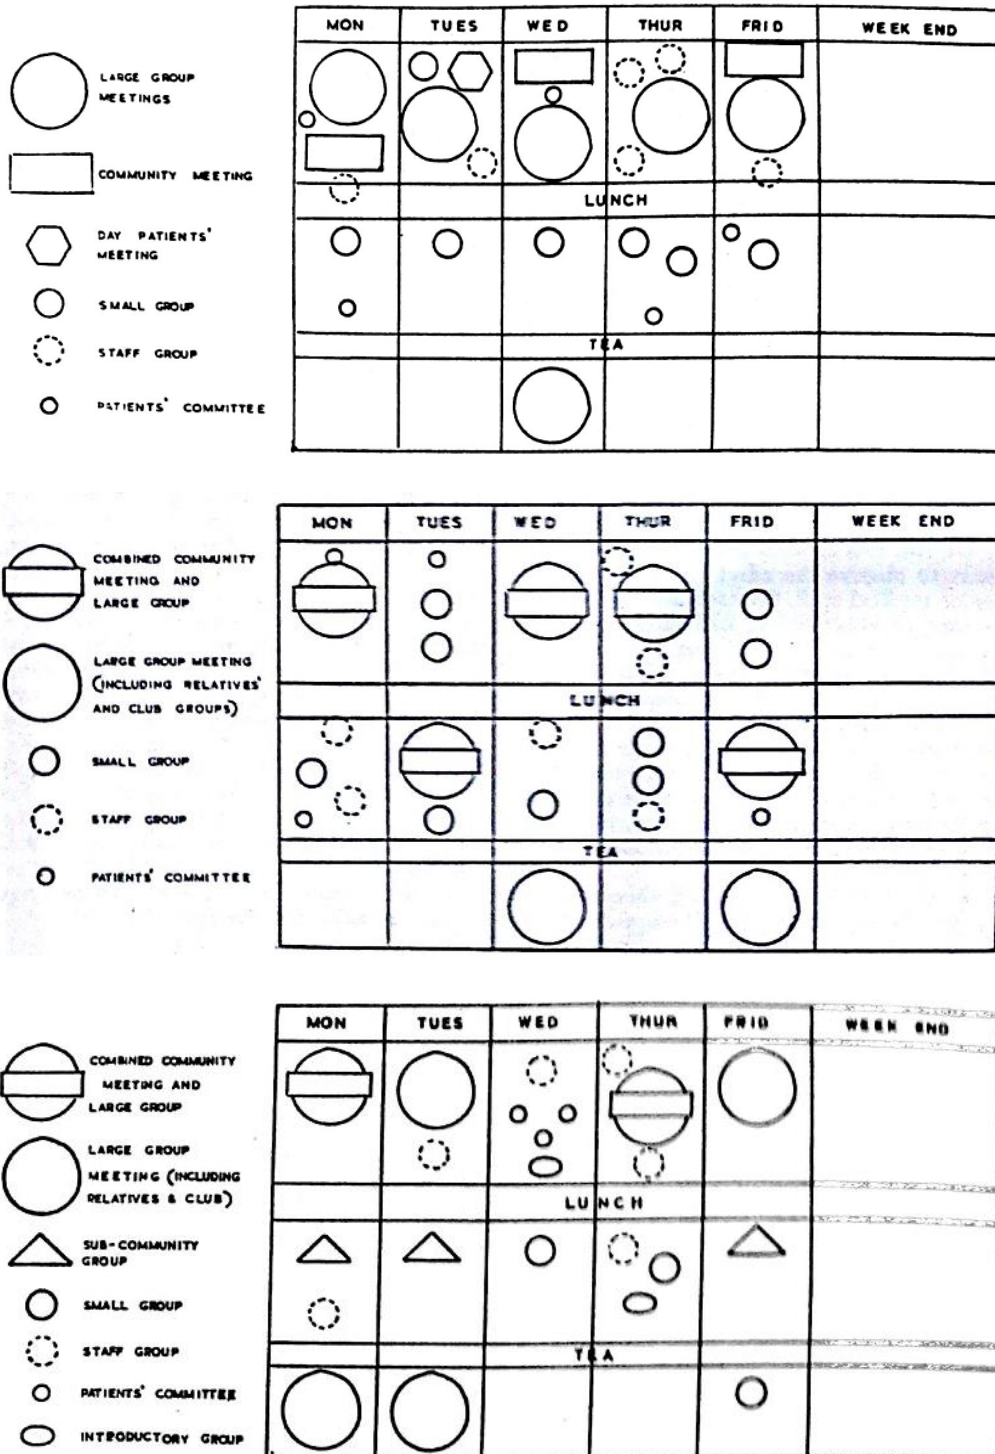 MON TUES WED THUR FRID WEEK END
LARGE GROUP
MEETINGS
COMMUNITY MEETING
LUNCH
DAY PATIENTS'
MEETING
SMALL GROUP
STAFF GROUP
TEA
PATIENTS' COMMITTEE
MON TUES WED THUR FRID WEEK END
COMBINED COMMUNITY
MEETING AND
LARGE GROUP
LARGE GROUP MEETING
(INCLUDING RELATIVES'
AND CLUB GROUPS)
LUNCH
SMALL GROUP
STAFF GROUP
TEA
PATIENTS' COMMITTEE
MON TUES WED THUR FRID WEEK END
COMBINED COMMUNITY
MEETING AND
LARGE GROUP
LARGE GROUP
MEETING (INCLUDING
RELATIVES & CLUB)
LUNCH
SUB-COMMUNITY
GROUP
SMALL GROUP
STAFF GROUP
TEA
PATIENTS' COMMITTEE
INTRODUCTORY GROUP